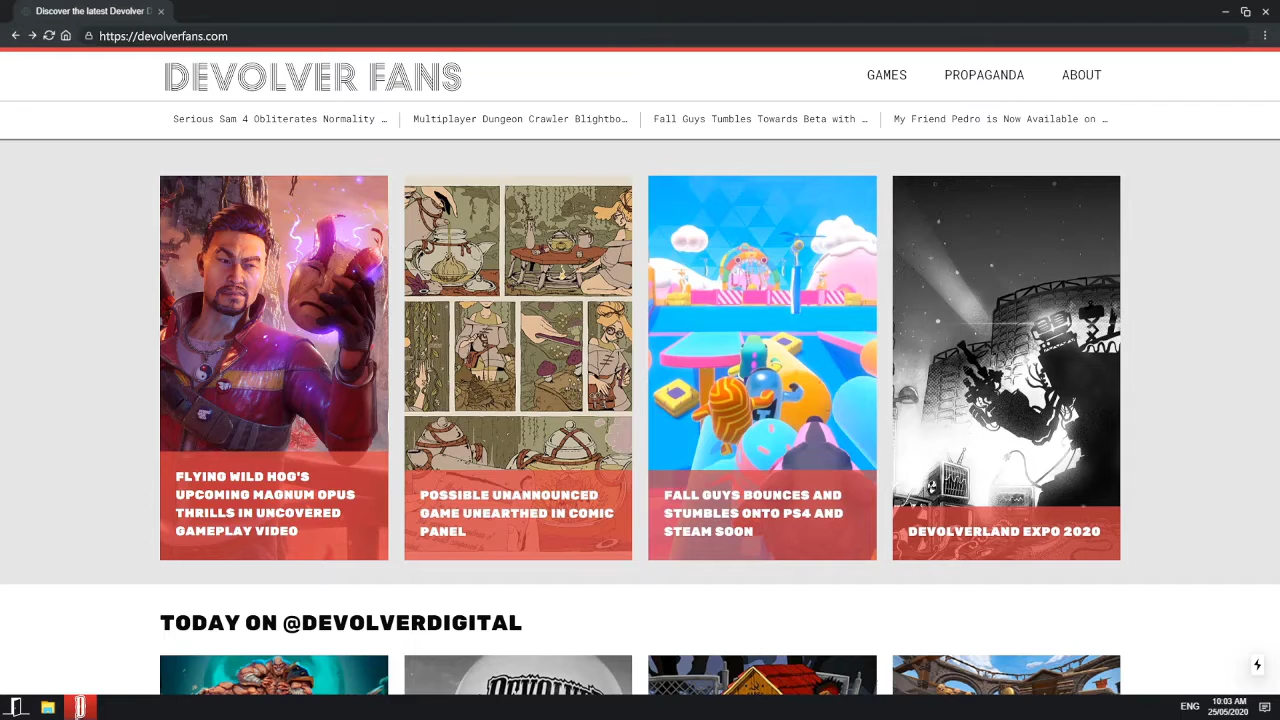 Discover the latest Devolver D
https://devolverfans.com
DEVOLVER FANS
GAMES
PROPAGANDA
ABOUT
Serious Sam 4 Obliterates Normality …
Multiplayer Dungeon Crawler Blightbo…
Fall Guys Tumbles Towards Beta with …
My Friend Pedro is Now Available on …
FLYING WILD HOG'S
UPCOMING MAGNUM OPUS
THRILLS IN UNCOVERED
GAMEPLAY VIDEO
POSSIBLE UNANNOUNCED
GAME UNEARTHED IN COMIC
PANEL
FALL GUYS BOUNCES AND
STUMBLES ONTO PS4 AND
STEAM SOON
DEVOLVERLAND EXPO 2020
TODAY ON @DEVOLVERDIGITAL
DEVOLVER
ENG
10:03 AM
25/05/2020